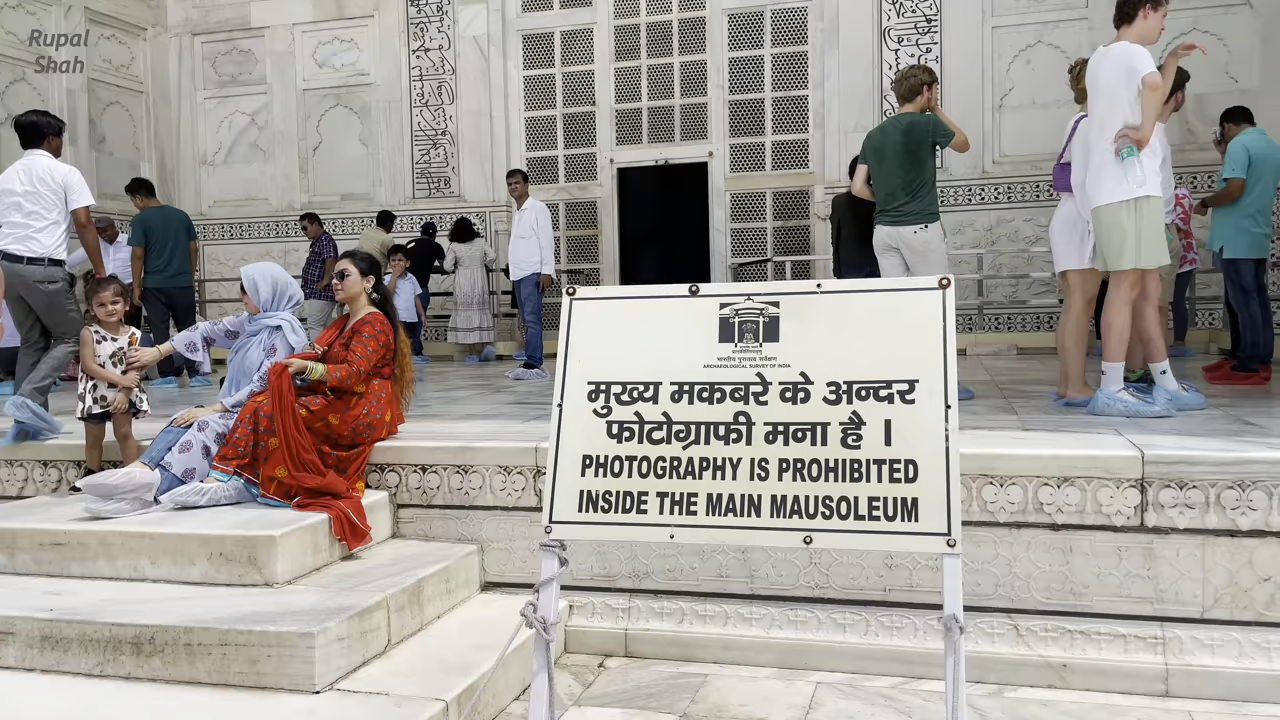 Rupal
Shah
भारतीय पुरातत्त्व सर्वेक्षण
ARCHAEOLOGICAL SURVEY OF INDIA
मुख्य मकबरे के अन्दर
फोटोग्राफी मना है ।
PHOTOGRAPHY IS PROHIBITED
INSIDE THE MAIN MAUSOLEUM